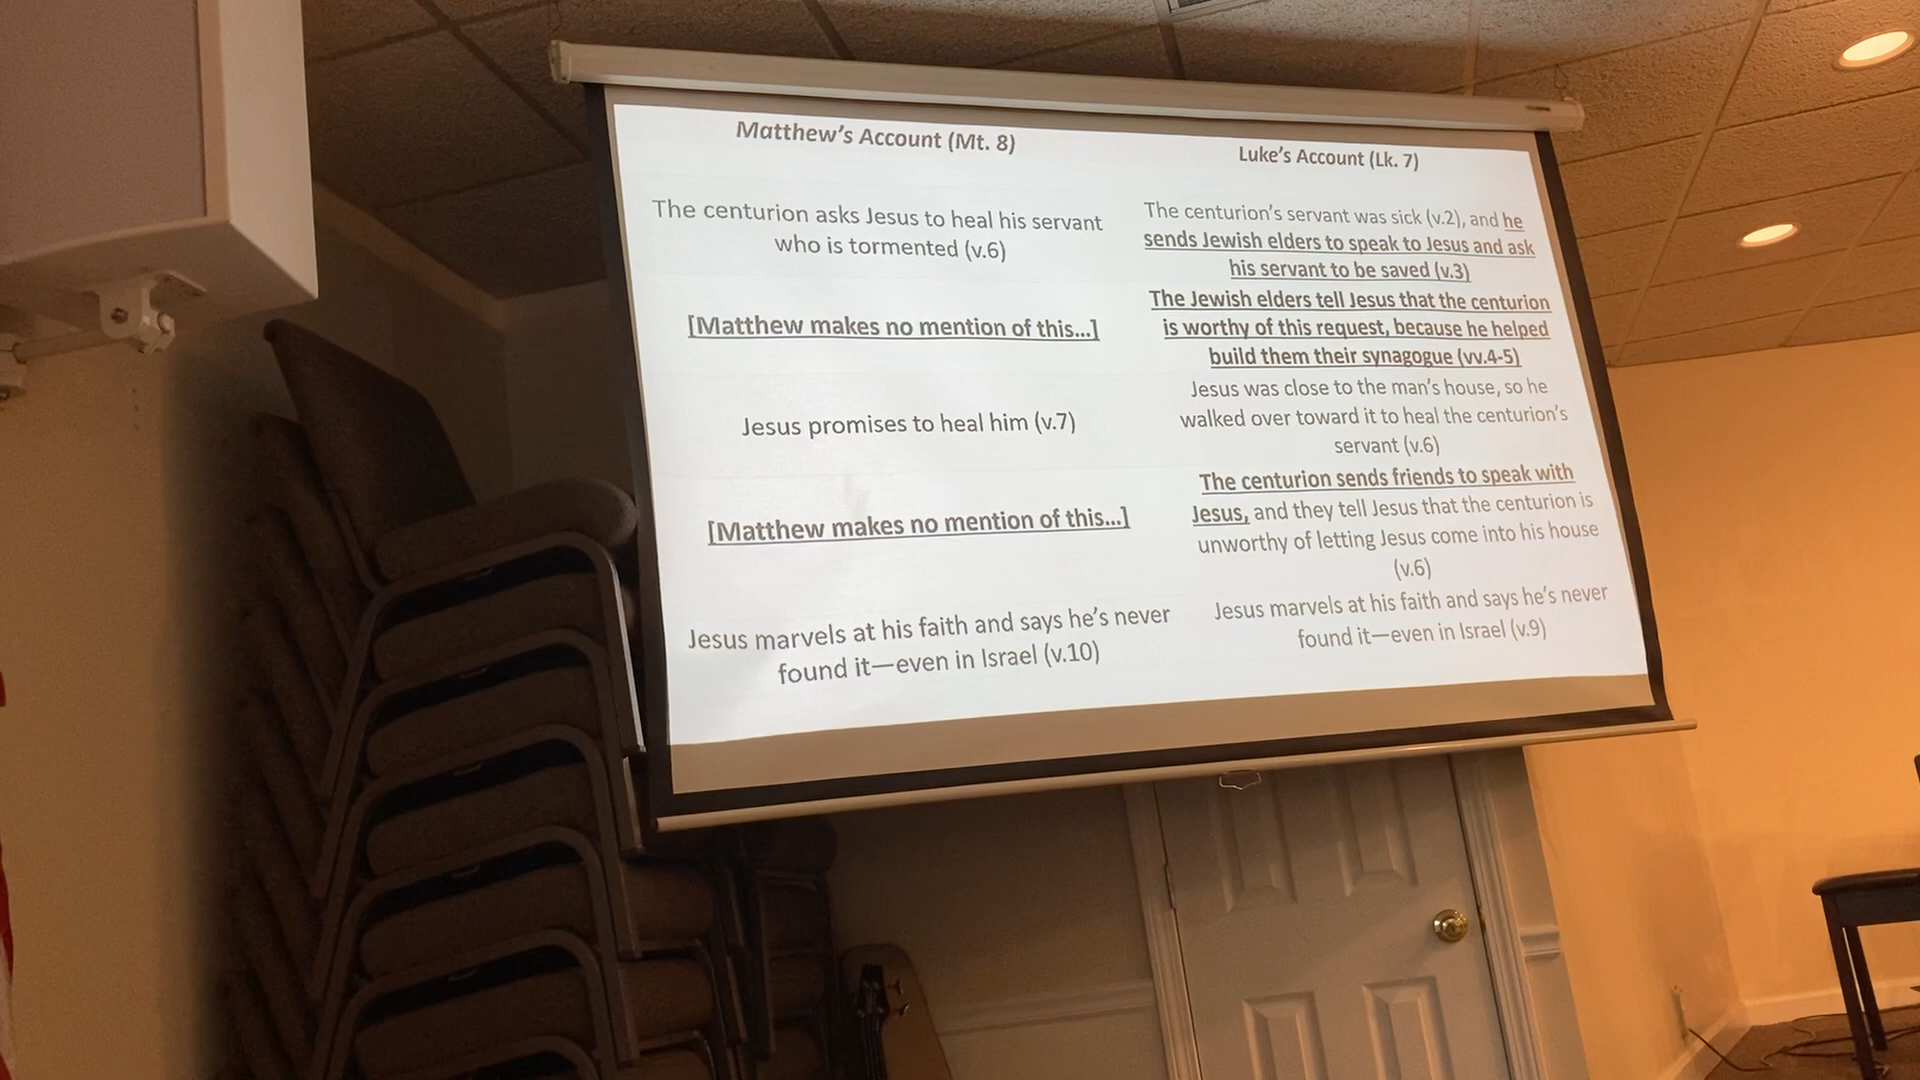 Matthew's Account (Mt. 8)
Luke's Account (Lk. 7)
The centurion asks Jesus to heal his servant
who is tormented (v.6)
The centurion's servant was sick (v.2), and he
sends Jewish elders to speak to Jesus and ask
his servant to be saved (v.3)
[Matthew makes no mention of this...]
The Jewish elders tell Jesus that the centurion
is worthy of this request, because he helped
build them their synagogue (vv.4-5)
Jesus promises to heal him (v.7)
Jesus was close to the man's house, so he
walked over toward it to heal the centurion's
servant (v.6)
[Matthew makes no mention of this...]
The centurion sends friends to speak with
Jesus, and they tell Jesus that the centurion is
unworthy of letting Jesus come into his house
(v.6)
Jesus marvels at his faith and says he's never
found it—even in Israel (v.10)
Jesus marvels at his faith and says he's never
found it—even in Israel (v.9)